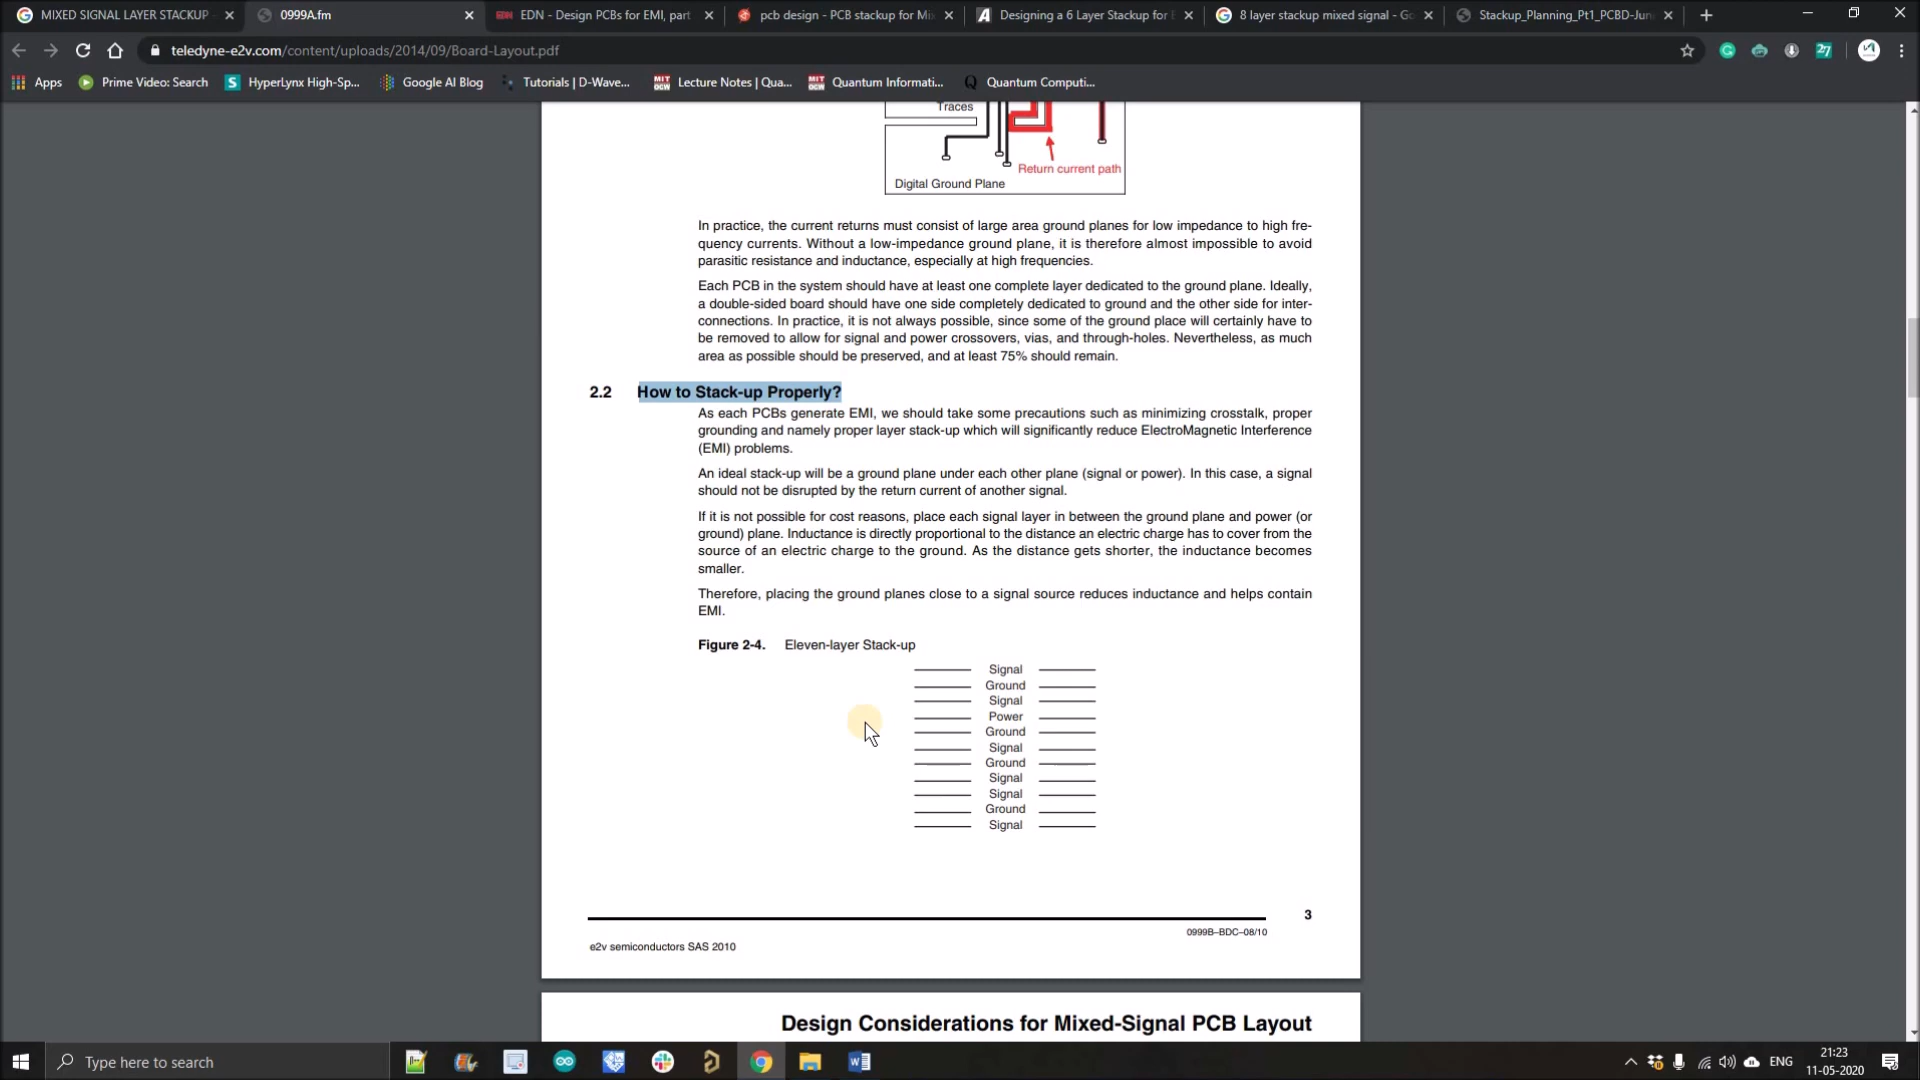 MIXED SIGNAL LAYER STACKUP
0999A.fm
EDN - Design PCBs for EMI, part
pcb design - PCB stackup for Mi
Designing a 6 Layer Stackup for
8 layer stackup mixed signal - Go
Stackup_Planning_Pt1_PCBD-Jun
teledyne-e2v.com/content/uploads/2014/09/Board-Layout.pdf
Apps
Prime Video: Search
HyperLynx High-Sp...
Google AI Blog
Tutorials | D-Wave...
Lecture Notes | Qua...
Quantum Informati...
Quantum Computi...
Traces
Return current path
Digital Ground Plane
In practice, the current returns must consist of large area ground planes for low impedance to high fre-
quency currents. Without a low-impedance ground plane, it is therefore almost impossible to avoid
parasitic resistance and inductance, especially at high frequencies.
Each PCB in the system should have at least one complete layer dedicated to the ground plane. Ideally,
a double-sided board should have one side completely dedicated to ground and the other side for inter-
connections. In practice, it is not always possible, since some of the ground place will certainly have to
be removed to allow for signal and power crossovers, vias, and through-holes. Nevertheless, as much
area as possible should be preserved, and at least 75% should remain.
2.2 How to Stack-up Properly?
As each PCBs generate EMI, we should take some precautions such as minimizing crosstalk, proper
grounding and namely proper layer stack-up which will significantly reduce ElectroMagnetic Interference
(EMI) problems.
An ideal stack-up will be a ground plane under each other plane (signal or power). In this case, a signal
should not be disrupted by the return current of another signal.
If it is not possible for cost reasons, place each signal layer in between the ground plane and power (or
ground) plane. Inductance is directly proportional to the distance an electric charge has to cover from the
source of an electric charge to the ground. As the distance gets shorter, the inductance becomes
smaller.
Therefore, placing the ground planes close to a signal source reduces inductance and helps contain
EMI.
Figure 2-4. Eleven-layer Stack-up
Signal
Ground
Signal
Power
Ground
Signal
Ground
Signal
Signal
Ground
Signal
3
0999B–BDC–08/10
e2v semiconductors SAS 2010
Design Considerations for Mixed-Signal PCB Layout
Type here to search
ENG
21:23
11-05-2020